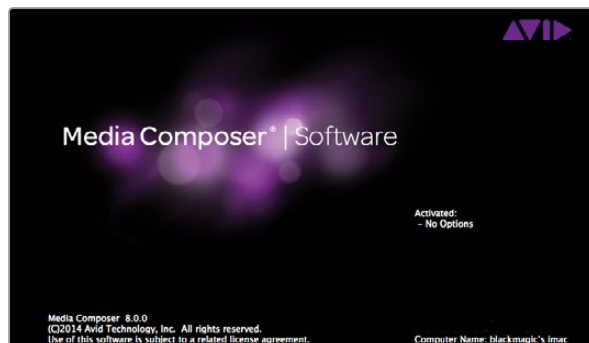 AVID
Media Composer® | Software
Activated:
- No Options
Media Composer 8.0.0
(C)2014 Avid Technology, Inc. All rights reserved.
Use of this software is subject to a related license agreement.
Computer Name: blackmagic's imac